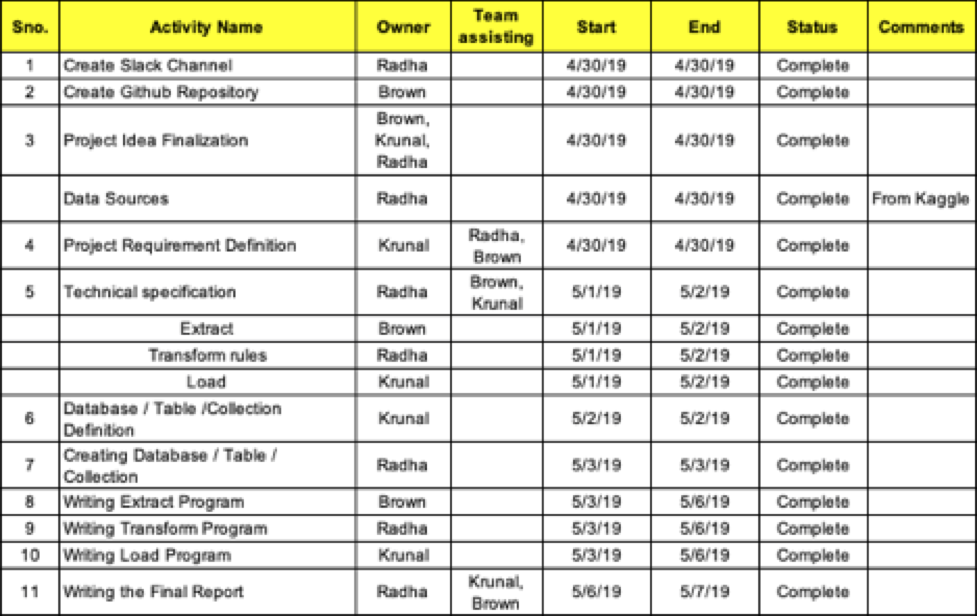 Sno. Activity Name Owner Team assisting Start End Status Comments
1 Create Slack Channel Radha 4/30/19 4/30/19 Complete
2 Create Github Repository Brown 4/30/19 4/30/19 Complete
3 Project Idea Finalization Brown, Krunal, Radha 4/30/19 4/30/19 Complete
Data Sources Radha 4/30/19 4/30/19 Complete From Kaggle
4 Project Requirement Definition Krunal Radha, Brown 4/30/19 4/30/19 Complete
5 Technical specification Radha Brown, Krunal 5/1/19 5/2/19 Complete
Extract Brown 5/1/19 5/2/19 Complete
Transform rules Radha 5/1/19 5/2/19 Complete
Load Krunal 5/1/19 5/2/19 Complete
6 Database / Table /Collection Definition Krunal 5/2/19 5/2/19 Complete
7 Creating Database / Table / Collection Radha 5/3/19 5/3/19 Complete
8 Writing Extract Program Brown 5/3/19 5/6/19 Complete
9 Writing Transform Program Radha 5/3/19 5/6/19 Complete
10 Writing Load Program Krunal 5/3/19 5/6/19 Complete
11 Writing the Final Report Radha Krunal, Brown 5/6/19 5/7/19 Complete